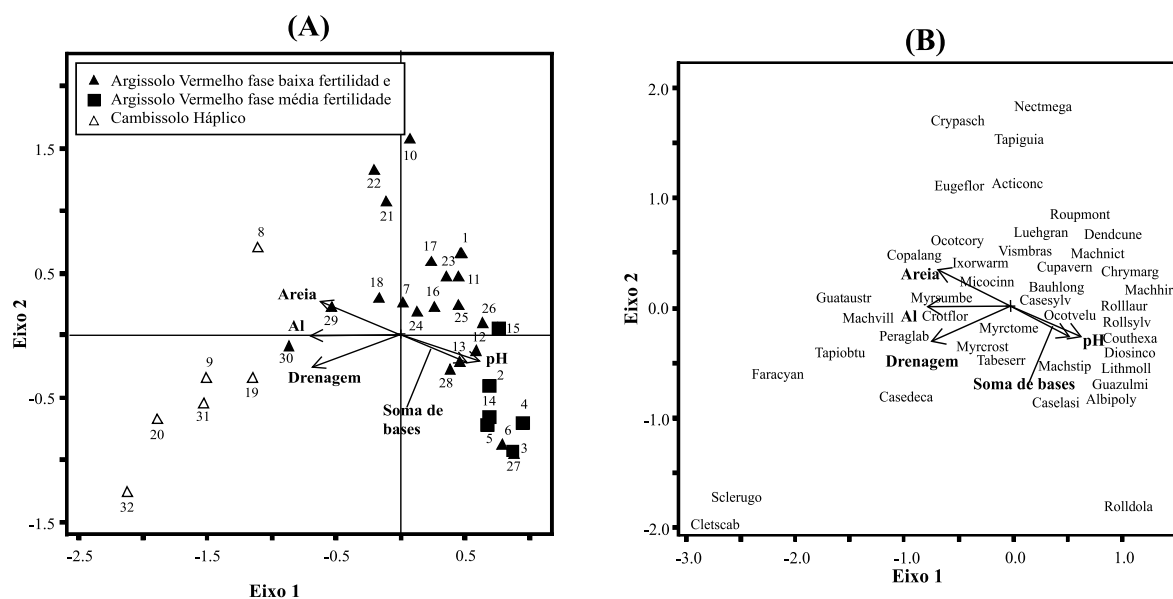 (A)
▲ Argissolo Vermelho fase baixa fertilidad e
■ Argissolo Vermelho fase média fertilidade
△ Cambissolo Háplico
Eixo 2
1.5
0.5
-0.5
-1.5
-2.5
-1.5
-0.5
0.5
Eixo 1
10
22
21
8
17
1
23
11
18
7
16
25
24
26
29
15
12
13
30
28
2
9
19
14
4
31
5
6
20
3
27
32
Areia
Al
Drenagem
pH
Soma de
bases
(B)
Eixo 2
2.0
1.0
0.0
-1.0
-2.0
-3.0
-2.0
-1.0
0.0
1.0
Eixo 1
Nectmega
Crypasch
Tapiguia
Eugeflor
Acticonc
Roupmont
Luehgran
Dendcune
Ocotcory
Vismbras
Machnict
Copalang
Ixorwarm
Cupavern
Chrymarg
Areia
Micocinn
Bauhlong
Machhirt
Guataustr
Myrsumbe
Casesylv
Rolllaur
Machvill
Al
Crotflor
Ocotvelu
Rollsylv
Myrctome
Peraglab
Couthexa
pH
Tapiobtu
Myrcrost
Diosinco
Drenagem
Tabeserr
Machstip
Lithmoll
Faracyan
Soma de bases
Guazulmi
Casedeca
Caselasi
Albipoly
Sclerugo
Rolldola
Cletscab